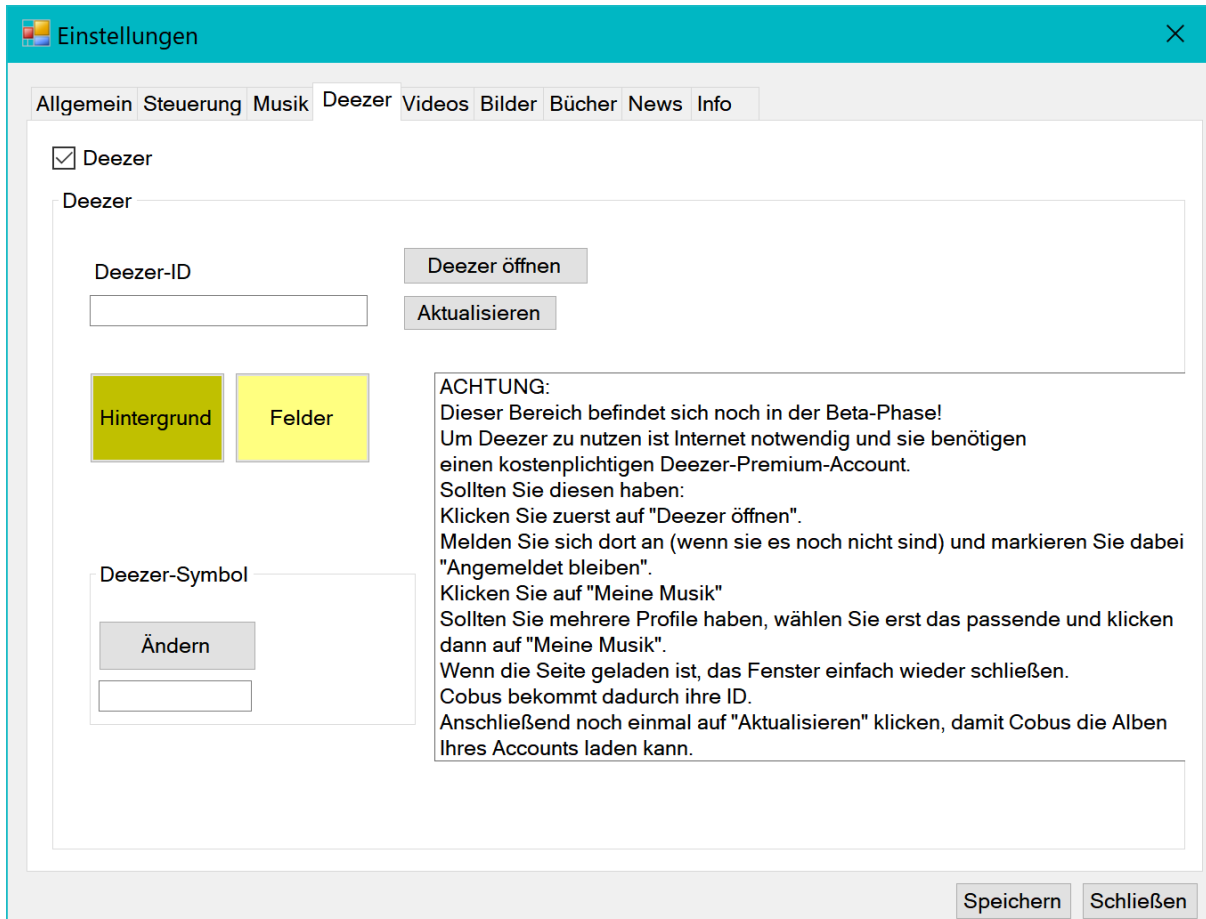 Einstellungen
Allgemein Steuerung Musik Deezer Videos Bilder Bücher News Info
Deezer
Deezer
Deezer-ID
Deezer öffnen
Aktualisieren
Hintergrund
Felder
ACHTUNG:
Dieser Bereich befindet sich noch in der Beta-Phase!
Um Deezer zu nutzen ist Internet notwendig und sie benötigen
einen kostenplichtigen Deezer-Premium-Account.
Sollten Sie diesen haben:
Klicken Sie zuerst auf "Deezer öffnen".
Melden Sie sich dort an (wenn sie es noch nicht sind) und markieren Sie dabei
"Angemeldet bleiben".
Klicken Sie auf "Meine Musik"
Sollten Sie mehrere Profile haben, wählen Sie erst das passende und klicken
dann auf "Meine Musik".
Wenn die Seite geladen ist, das Fenster einfach wieder schließen.
Cobus bekommt dadurch ihre ID.
Anschließend noch einmal auf "Aktualisieren" klicken, damit Cobus die Alben
Ihres Accounts laden kann.
Deezer-Symbol
Ändern
Speichern Schließen